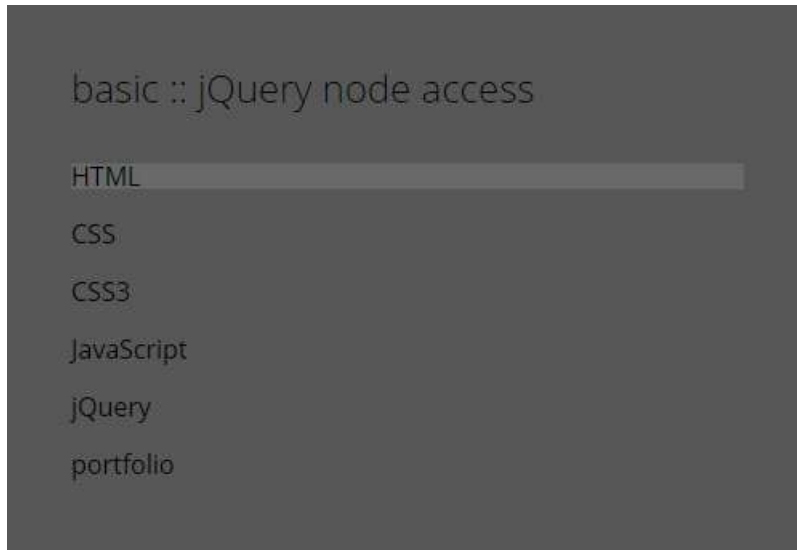 basic :: jQuery node access
HTML
CSS
CSS3
JavaScript
jQuery
portfolio